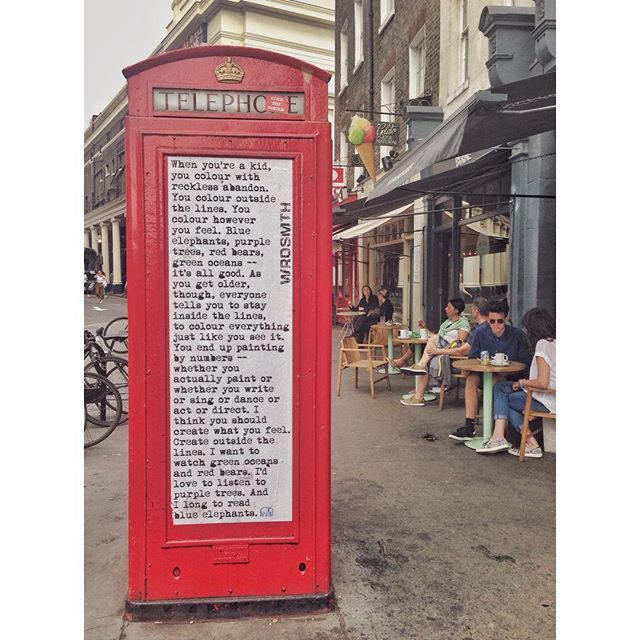 TELEPHONE
When you're a kid,
you colour with
reckless abandon.
You colour outside
the lines. You
colour however
you feel. Blue
elephants, purple
trees, red bears,
green oceans --
it's all good. As
you get older,
though, everyone
tells you to stay
inside the lines,
to colour everything
just like you see it.
You end up painting
by numbers --
whether you
actually paint or
whether you write
or sing or dance or
act or direct. I
think you should
create what you feel.
Create outside the
lines. I want to
watch green oceans
and red bears. I'd
love to listen to
purple trees. And
I long to read
blue elephants.
WRDSMITH
Gelato
NATURAL